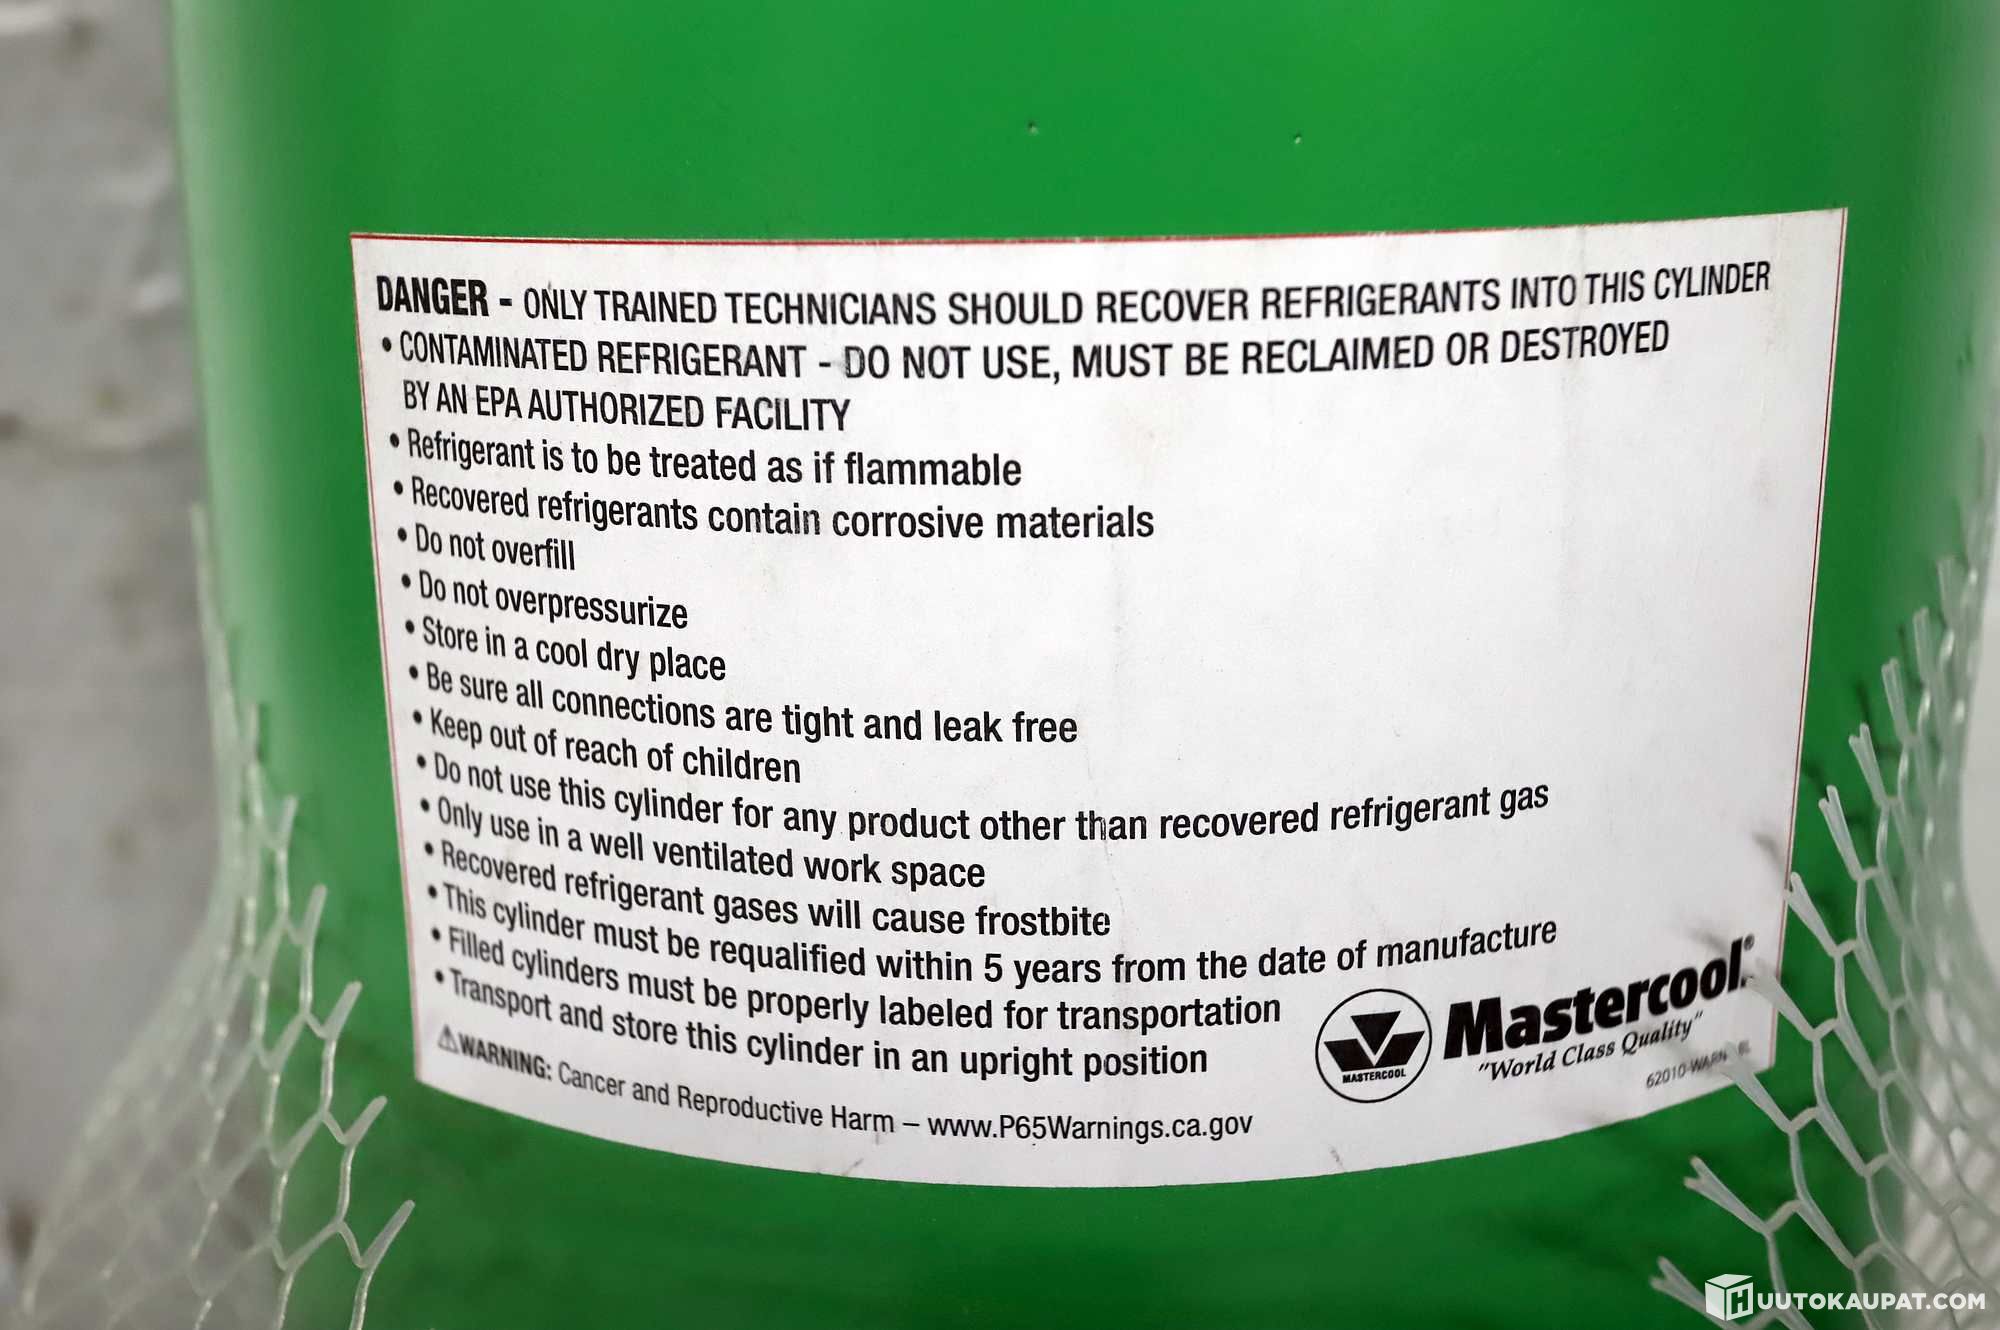 DANGER - ONLY TRAINED TECHNICIANS SHOULD RECOVER REFRIGERANTS INTO THIS CYLINDER
• CONTAMINATED REFRIGERANT - DO NOT USE, MUST BE RECLAIMED OR DESTROYED
BY AN EPA AUTHORIZED FACILITY
• Refrigerant is to be treated as if flammable
• Recovered refrigerants contain corrosive materials
• Do not overfill
• Do not overpressurize
• Store in a cool dry place
• Be sure all connections are tight and leak free
• Keep out of reach of children
• Do not use this cylinder for any product other than recovered refrigerant gas
• Only use in a well ventilated work space
• Recovered refrigerant gases will cause frostbite
• This cylinder must be requalified within 5 years from the date of manufacture
• Filled cylinders must be properly labeled for transportation
• Transport and store this cylinder in an upright position
⚠WARNING: Cancer and Reproductive Harm – www.P65Warnings.ca.gov
MASTERCOOL
Mastercool®
"World Class Quality"
62010-WARN
HUUTOKAUPAT.COM